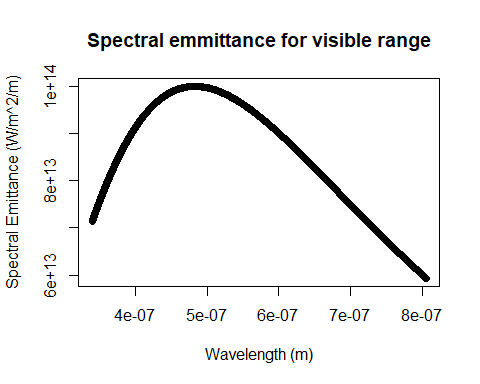 Spectral emmittance for visible range
Spectral Emittance (W/m^2/m)
1e+14
8e+13
6e+13
4e-07 5e-07 6e-07 7e-07 8e-07
Wavelength (m)